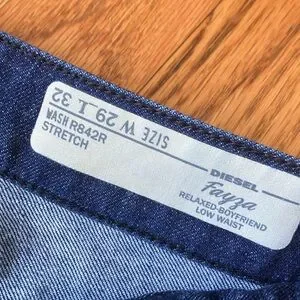 SIZE W 29 L 32
WASH R842R
STRETCH
DIESEL
Fayza
RELAXED-BOYFRIEND
LOW WAIST